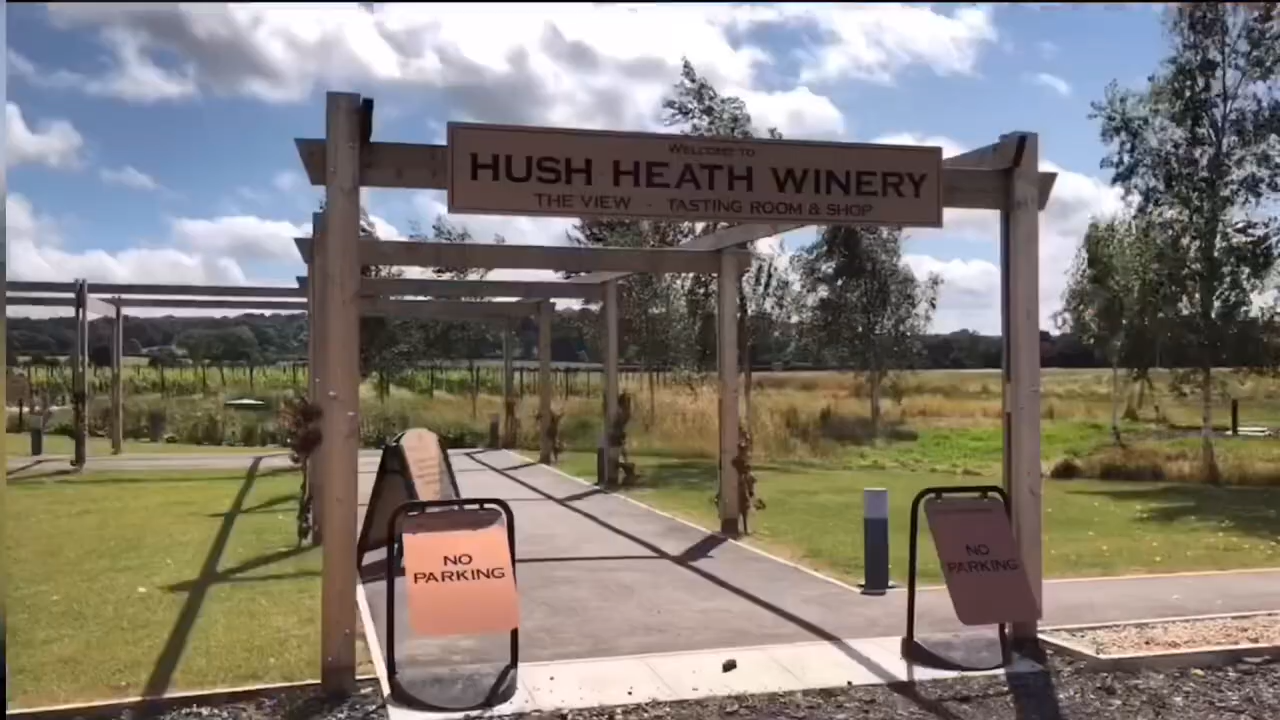 WELCOME TO
HUSH HEATH WINERY
THE VIEW - TASTING ROOM & SHOP
NO
PARKING
NO
PARKING